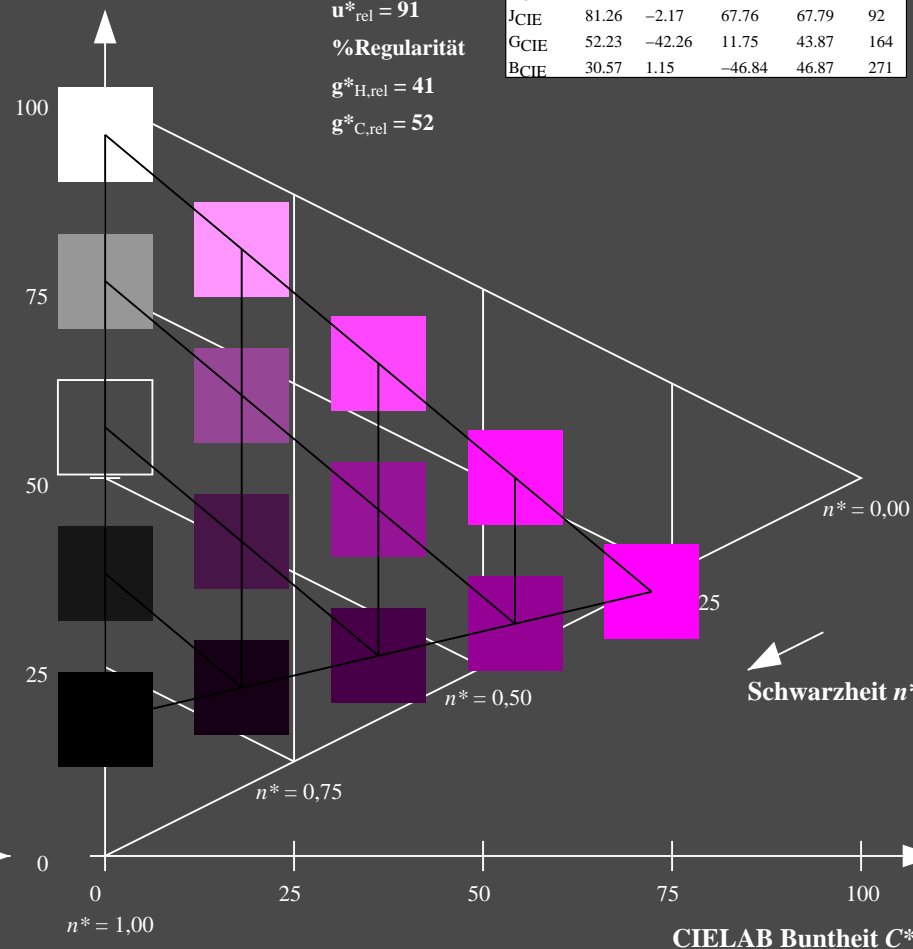 u*rel = 91
%Regularität
g*H,rel = 41
g*C,rel = 52
JCIE 81.26 −2.17 67.76 67.79 92
GCIE 52.23 −42.26 11.75 43.87 164
BCIE 30.57 1.15 −46.84 46.87 271
100
75
50
n* = 0,00
25
25
Schwarzheit n*
n* = 0,50
n* = 0,75
0
0 25 50 75 100
n* = 1,00
CIELAB Buntheit C*